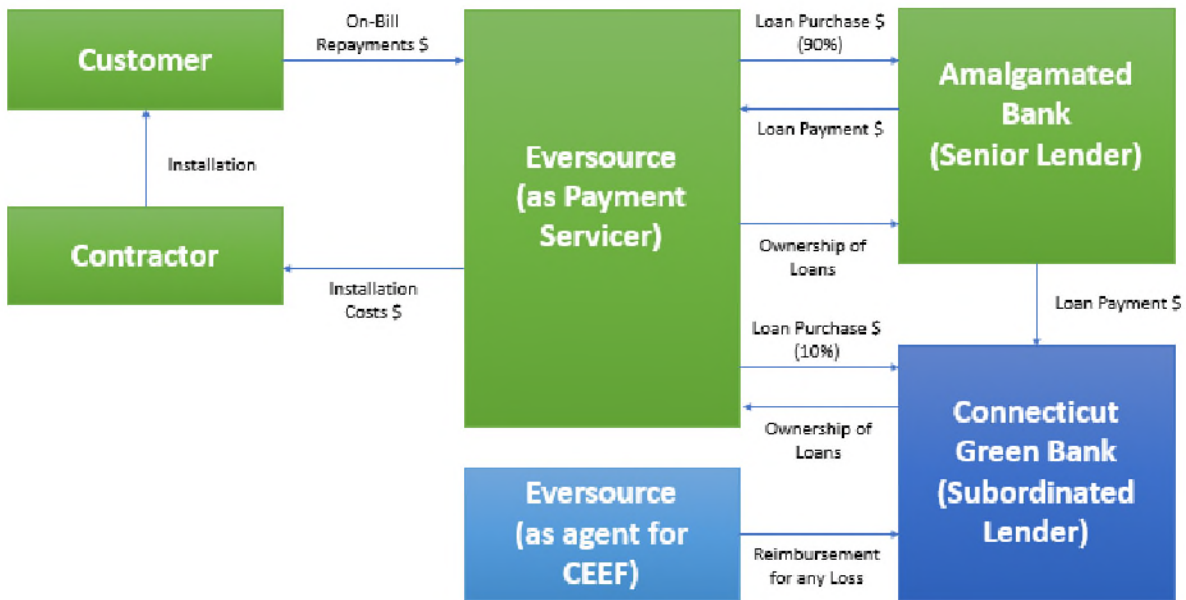 On-Bill
Repayments $
Loan Purchase $
(90%)
Customer
Amalgamated
Bank
(Senior Lender)
Loan Payment $
Installation
Eversource
(as Payment
Servicer)
Contractor
Ownership of
Loans
Installation
Costs $
Loan Payment $
Loan Purchase $
(10%)
Connecticut
Green Bank
(Subordinated
Lender)
Ownership of
Loans
Eversource
(as agent for
CEEF)
Reimbursement
for any Loss